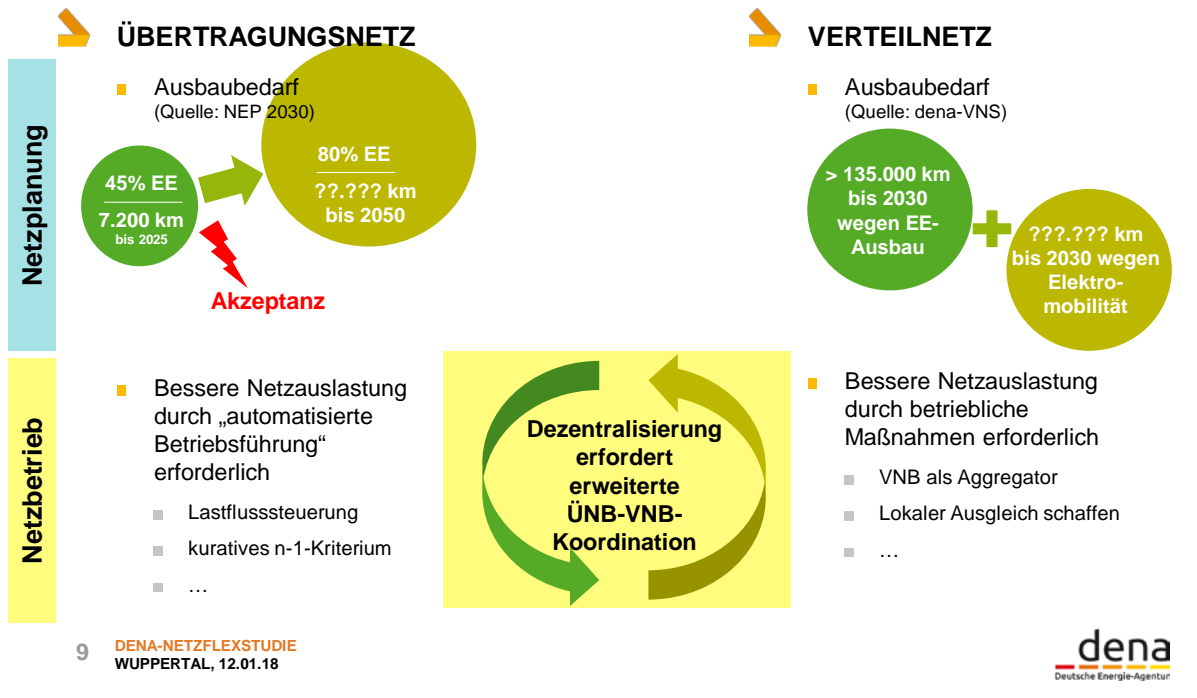 ÜBERTRAGUNGSNETZ
Ausbaubedarf
(Quelle: NEP 2030)
45% EE
7.200 km
bis 2025
80% EE
??.??? km
bis 2050
Akzeptanz
VERTEILNETZ
Ausbaubedarf
(Quelle: dena-VNS)
> 135.000 km
bis 2030
wegen EE-
Ausbau
???.??? km
bis 2030 wegen
Elektro-
mobilität
Netzplanung
Netzbetrieb
Bessere Netzauslastung
durch „automatisierte
Betriebsführung“
erforderlich
Lastflusssteuerung
kuratives n-1-Kriterium
…
Dezentralisierung
erfordert
erweiterte
ÜNB-VNB-
Koordination
Bessere Netzauslastung
durch betriebliche
Maßnahmen erforderlich
VNB als Aggregator
Lokaler Ausgleich schaffen
…
9
DENA-NETZFLEXSTUDIE
WUPPERTAL, 12.01.18
dena
Deutsche Energie-Agentur